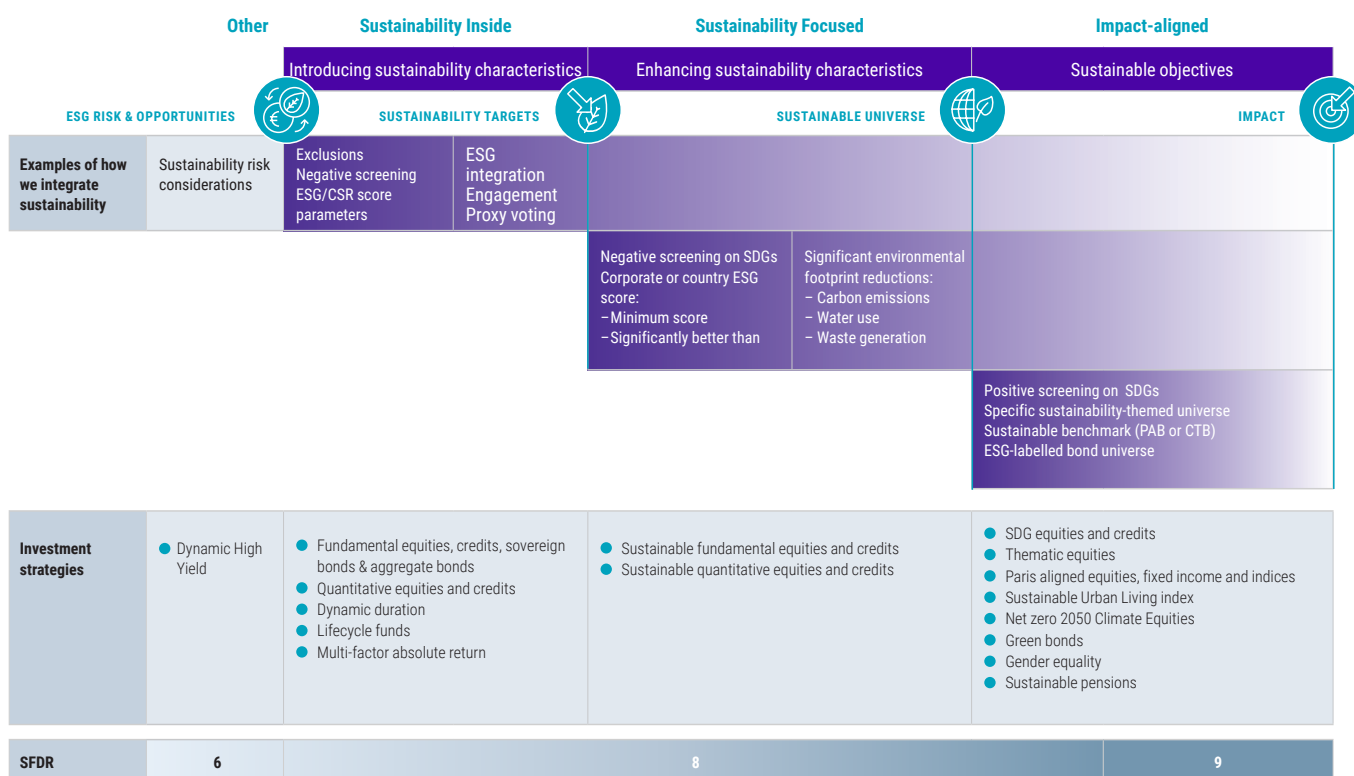 Other
Sustainability Inside
Sustainability Focused
Impact-aligned
Introducing sustainability characteristics
Enhancing sustainability characteristics
Sustainable objectives
ESG RISK & OPPORTUNITIES
€
SUSTAINABILITY TARGETS
SUSTAINABLE UNIVERSE
IMPACT
Examples of how
we integrate
sustainability
Sustainability risk
considerations
Exclusions
Negative screening
ESG/CSR score
parameters
ESG
integration
Engagement
Proxy voting
Negative screening on SDGs
Corporate or country ESG
score:
–Minimum score
–Significantly better than
Significant environmental
footprint reductions:
– Carbon emissions
– Water use
– Waste generation
Positive screening on SDGs
Specific sustainability-themed universe
Sustainable benchmark (PAB or CTB)
ESG-labelled bond universe
Investment
strategies
Dynamic High
Yield
Fundamental equities, credits, sovereign
bonds & aggregate bonds
Quantitative equities and credits
Dynamic duration
Lifecycle funds
Multi-factor absolute return
Sustainable fundamental equities and credits
Sustainable quantitative equities and credits
SDG equities and credits
Thematic equities
Paris aligned equities, fixed income and indices
Sustainable Urban Living index
Net zero 2050 Climate Equities
Green bonds
Gender equality
Sustainable pensions
SFDR
6
8
9